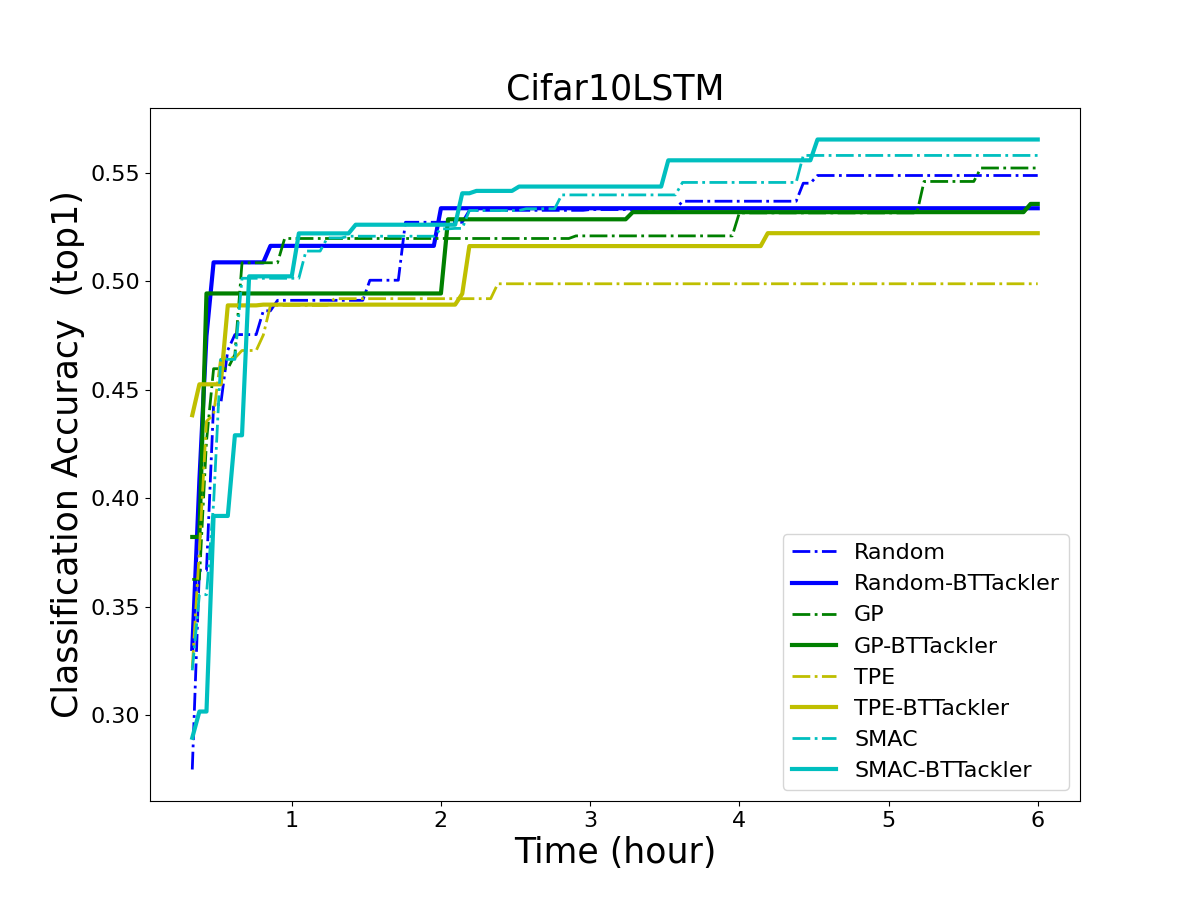 Cifar10LSTM
Classification Accuracy (top1)
0.55
0.50
0.45
0.40
0.35
0.30
Random
Random-BTTackler
GP
GP-BTTackler
TPE
TPE-BTTackler
SMAC
SMAC-BTTackler
1 2 3 4 5 6
Time (hour)